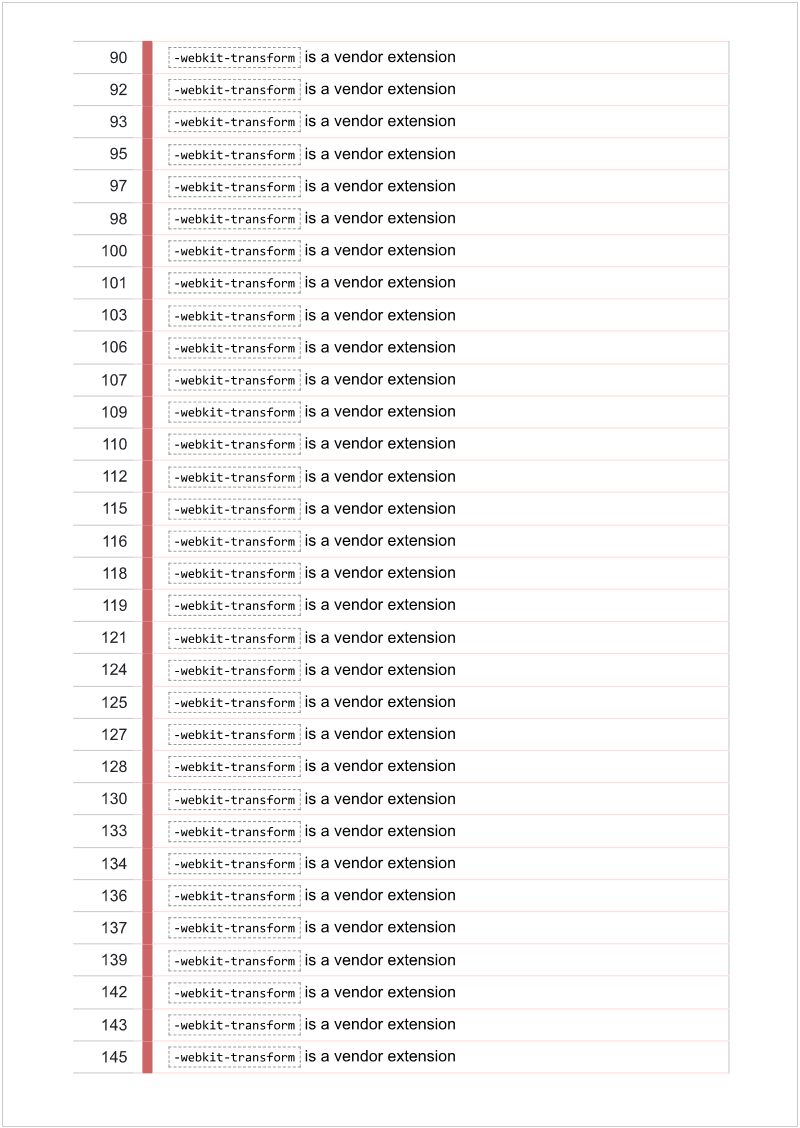 90 -webkit-transform is a vendor extension
92 -webkit-transform is a vendor extension
93 -webkit-transform is a vendor extension
95 -webkit-transform is a vendor extension
97 -webkit-transform is a vendor extension
98 -webkit-transform is a vendor extension
100 -webkit-transform is a vendor extension
101 -webkit-transform is a vendor extension
103 -webkit-transform is a vendor extension
106 -webkit-transform is a vendor extension
107 -webkit-transform is a vendor extension
109 -webkit-transform is a vendor extension
110 -webkit-transform is a vendor extension
112 -webkit-transform is a vendor extension
115 -webkit-transform is a vendor extension
116 -webkit-transform is a vendor extension
118 -webkit-transform is a vendor extension
119 -webkit-transform is a vendor extension
121 -webkit-transform is a vendor extension
124 -webkit-transform is a vendor extension
125 -webkit-transform is a vendor extension
127 -webkit-transform is a vendor extension
128 -webkit-transform is a vendor extension
130 -webkit-transform is a vendor extension
133 -webkit-transform is a vendor extension
134 -webkit-transform is a vendor extension
136 -webkit-transform is a vendor extension
137 -webkit-transform is a vendor extension
139 -webkit-transform is a vendor extension
142 -webkit-transform is a vendor extension
143 -webkit-transform is a vendor extension
145 -webkit-transform is a vendor extension